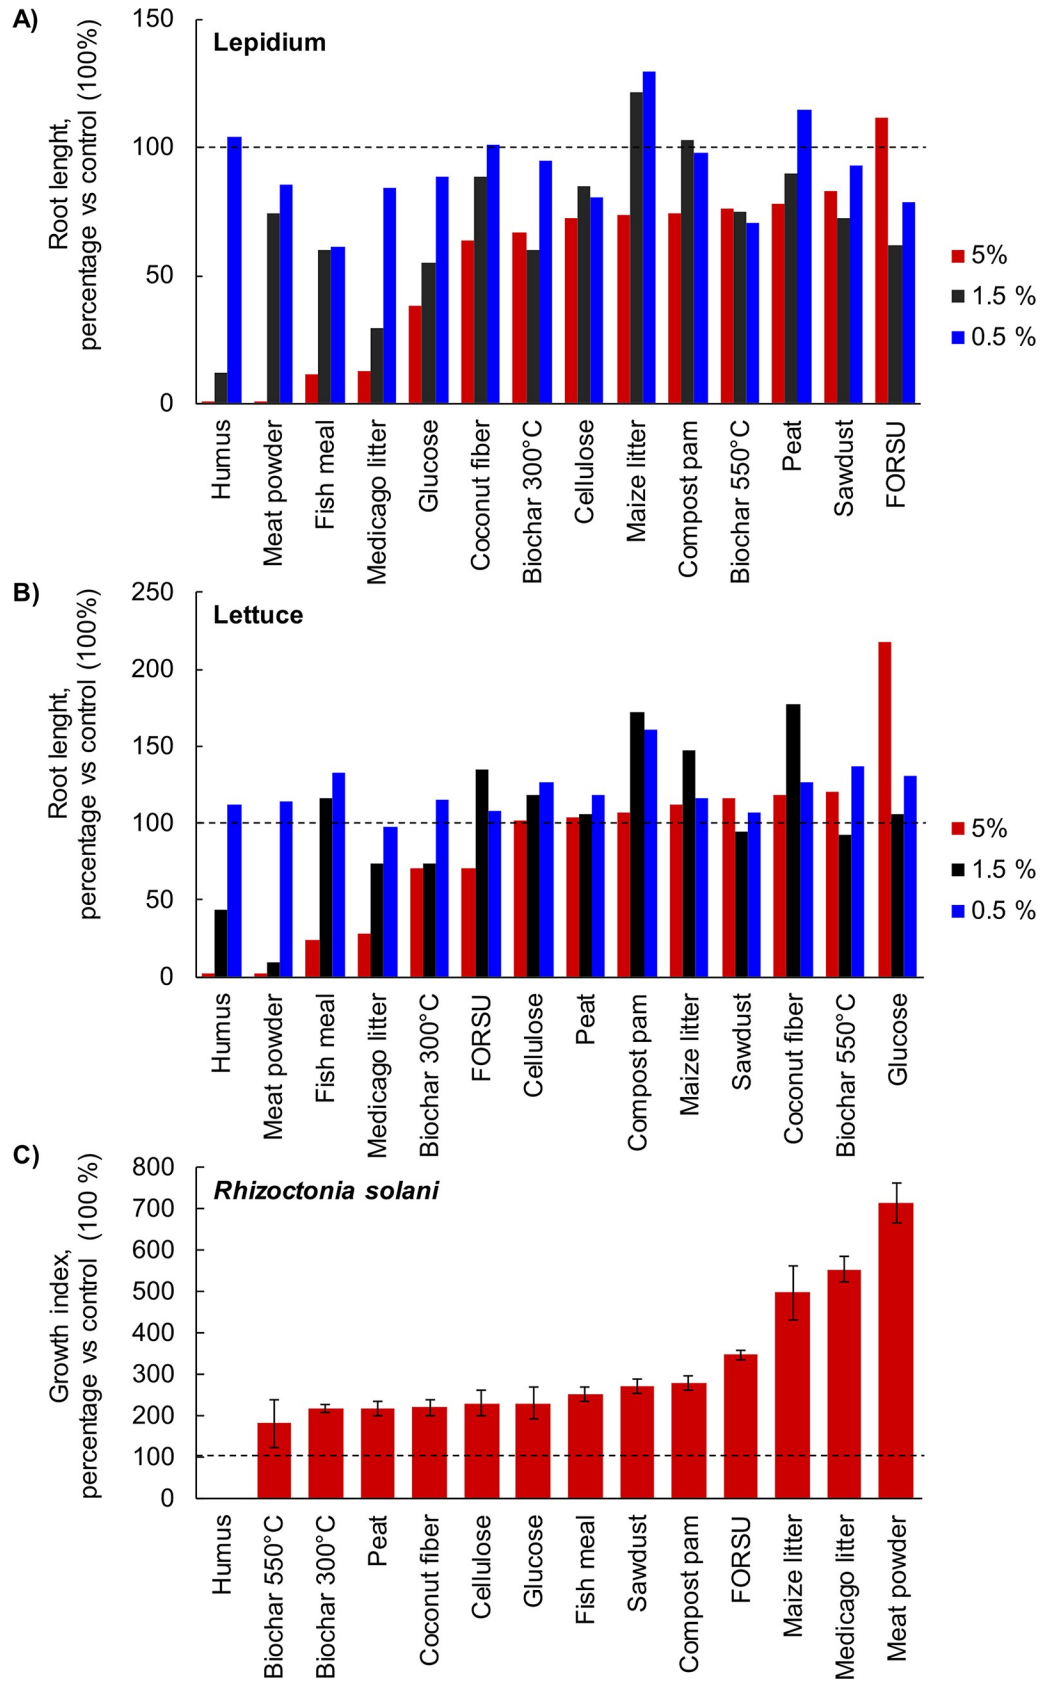 A)
Lepidium
Root lenght,
percentage vs control (100%)
150
100
50
0
5%
1.5 %
0.5 %
Humus
Meat powder
Fish meal
Medicago litter
Glucose
Coconut fiber
Biochar 300°C
Cellulose
Maize litter
Compost pam
Biochar 550°C
Peat
Sawdust
FORSU
B)
Lettuce
Root lenght,
percentage vs control (100%)
250
200
150
100
50
0
5%
1.5 %
0.5 %
Humus
Meat powder
Fish meal
Medicago litter
Biochar 300°C
FORSU
Cellulose
Peat
Compost pam
Maize litter
Sawdust
Coconut fiber
Biochar 550°C
Glucose
C)
Rhizoctonia solani
Growth index,
percentage vs control (100 %)
800
700
600
500
400
300
200
100
0
Humus
Biochar 550°C
Biochar 300°C
Peat
Coconut fiber
Cellulose
Glucose
Fish meal
Sawdust
Compost pam
FORSU
Maize litter
Medicago litter
Meat powder